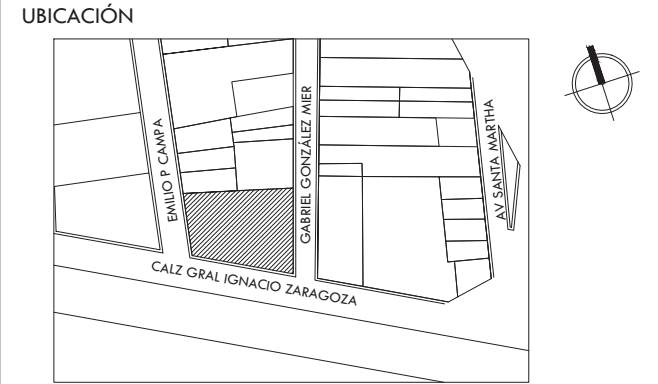 UBICACIÓN
EMILIO P CAMPA
GABRIEL GONZÁLEZ MIER
AV SANTA MARTHA
CALZ GRAL IGNACIO ZARAGOZA